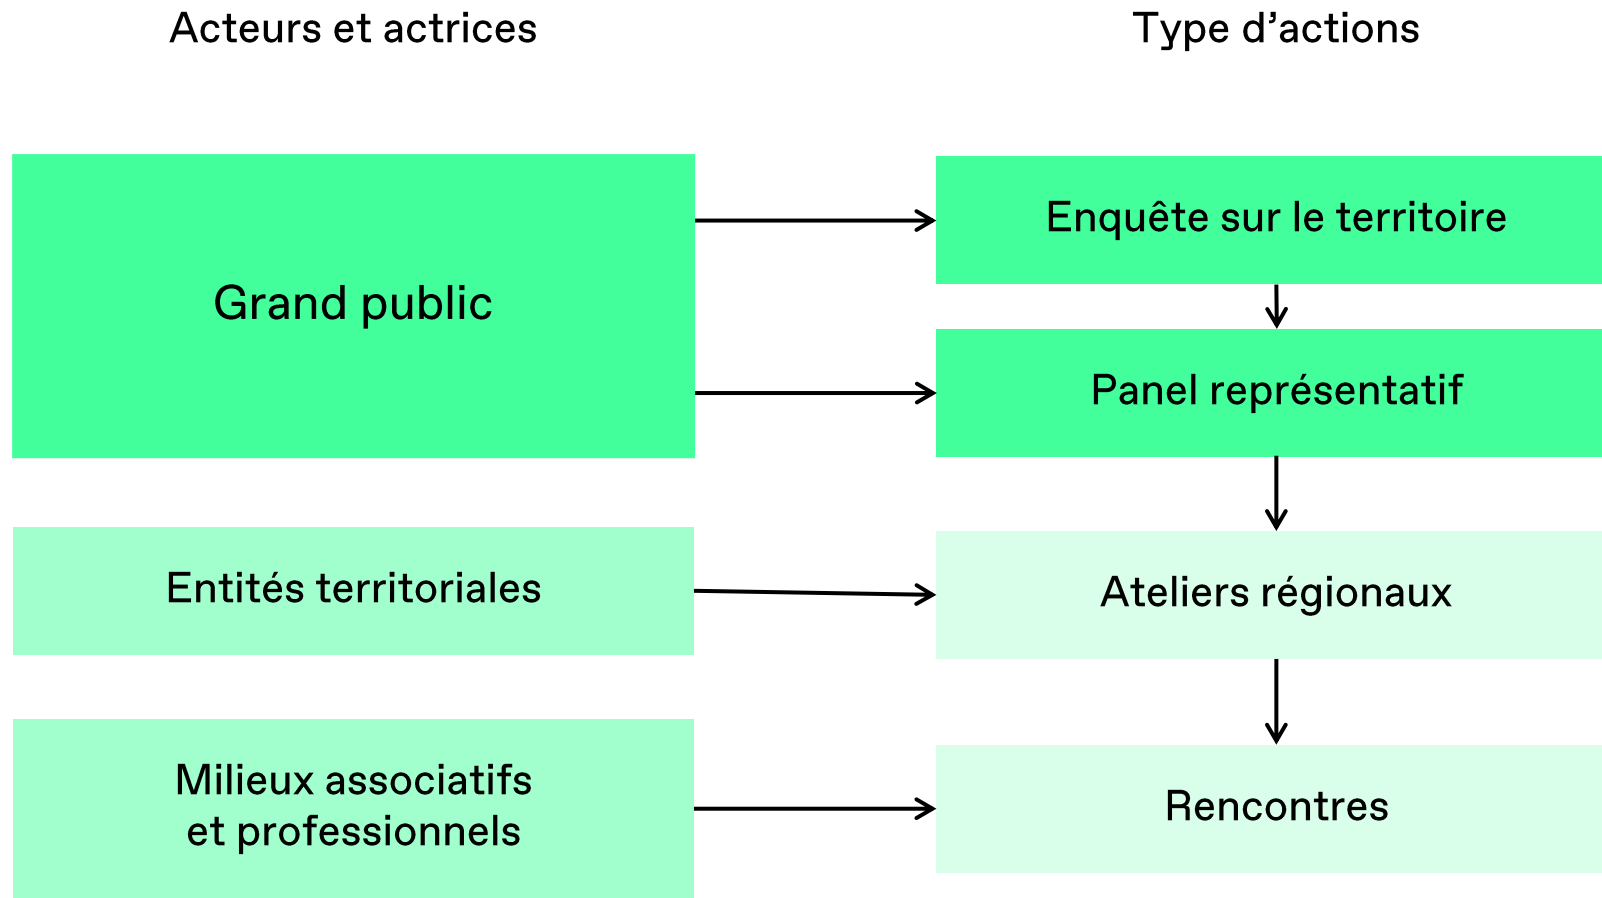 Acteurs et actrices
Type d’actions
Grand public
Enquête sur le territoire
Panel représentatif
Entités territoriales
Ateliers régionaux
Milieux associatifs
et professionnels
Rencontres